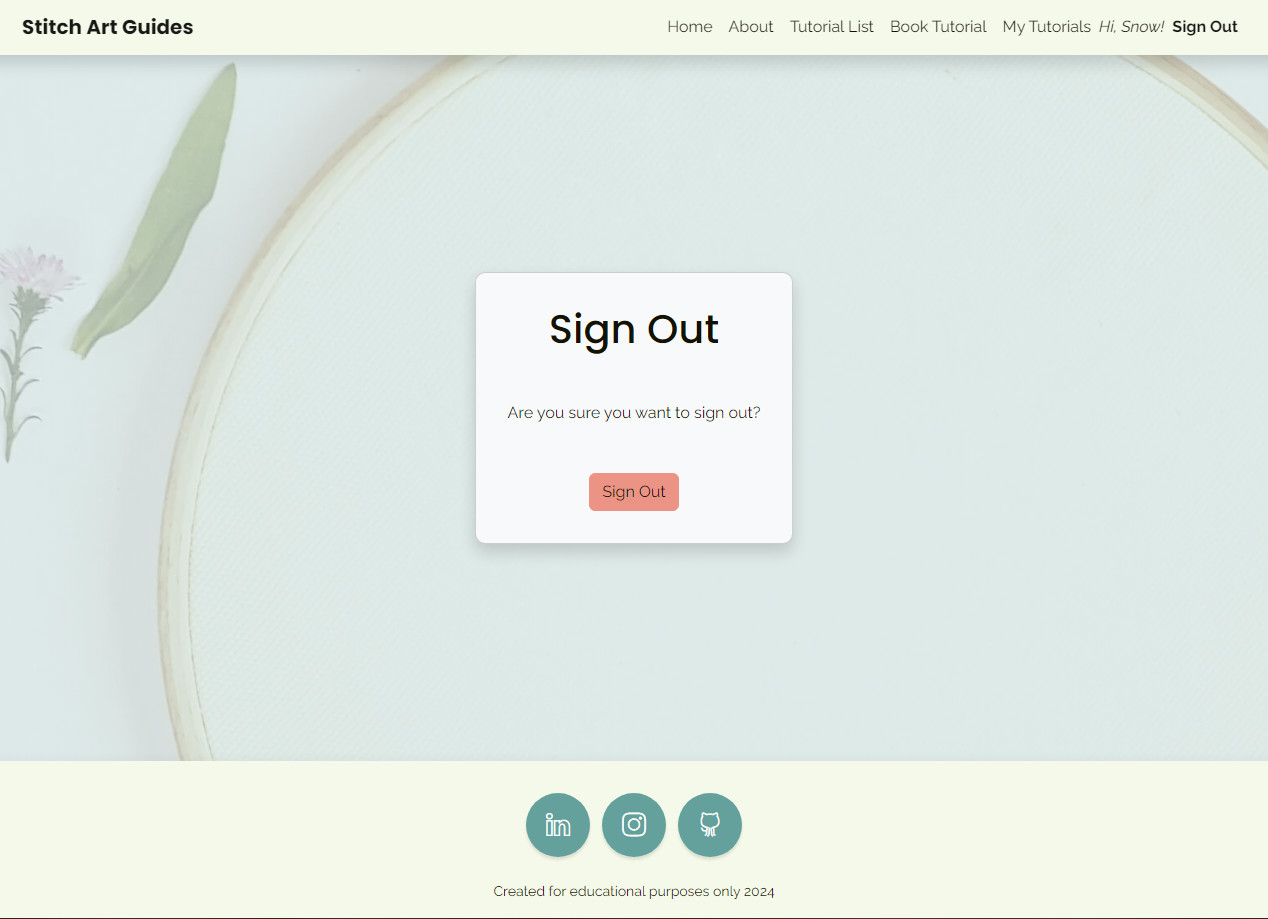 Stitch Art Guides Home About Tutorial List Book Tutorial My Tutorials Hi, Snow! Sign Out
Sign Out
Are you sure you want to sign out?
Sign Out
in
Created for educational purposes only 2024